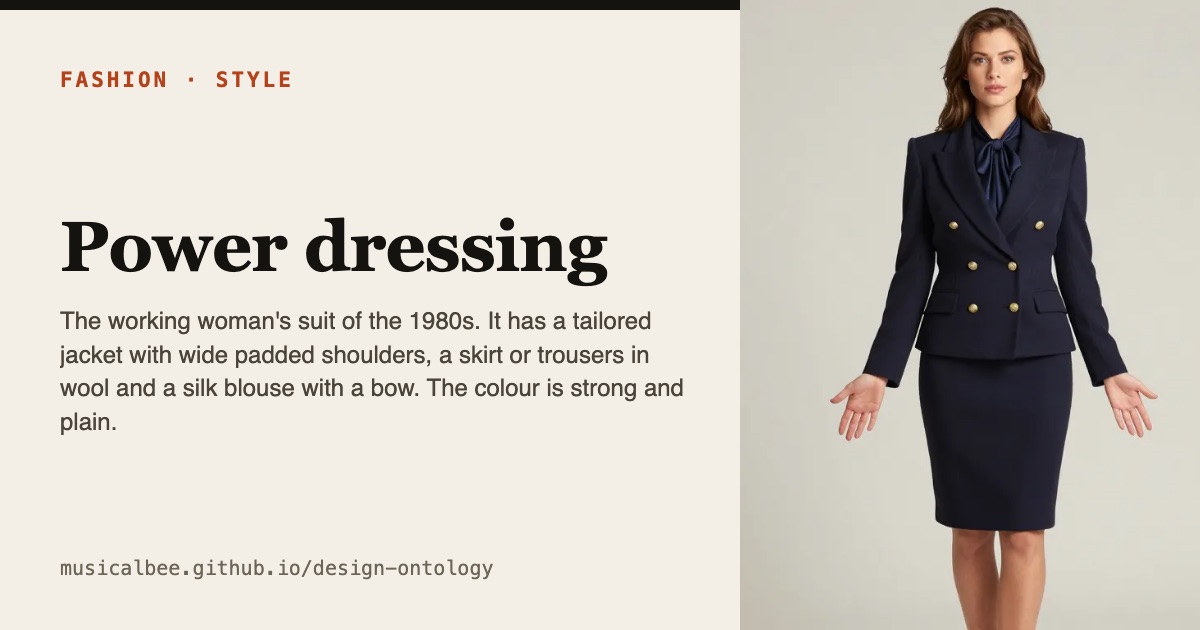 FASHION · STYLE
Power dressing
The working woman's suit of the 1980s. It has a tailored
jacket with wide padded shoulders, a skirt or trousers in
wool and a silk blouse with a bow. The colour is strong and
plain.
musicalbee.github.io/design-ontology